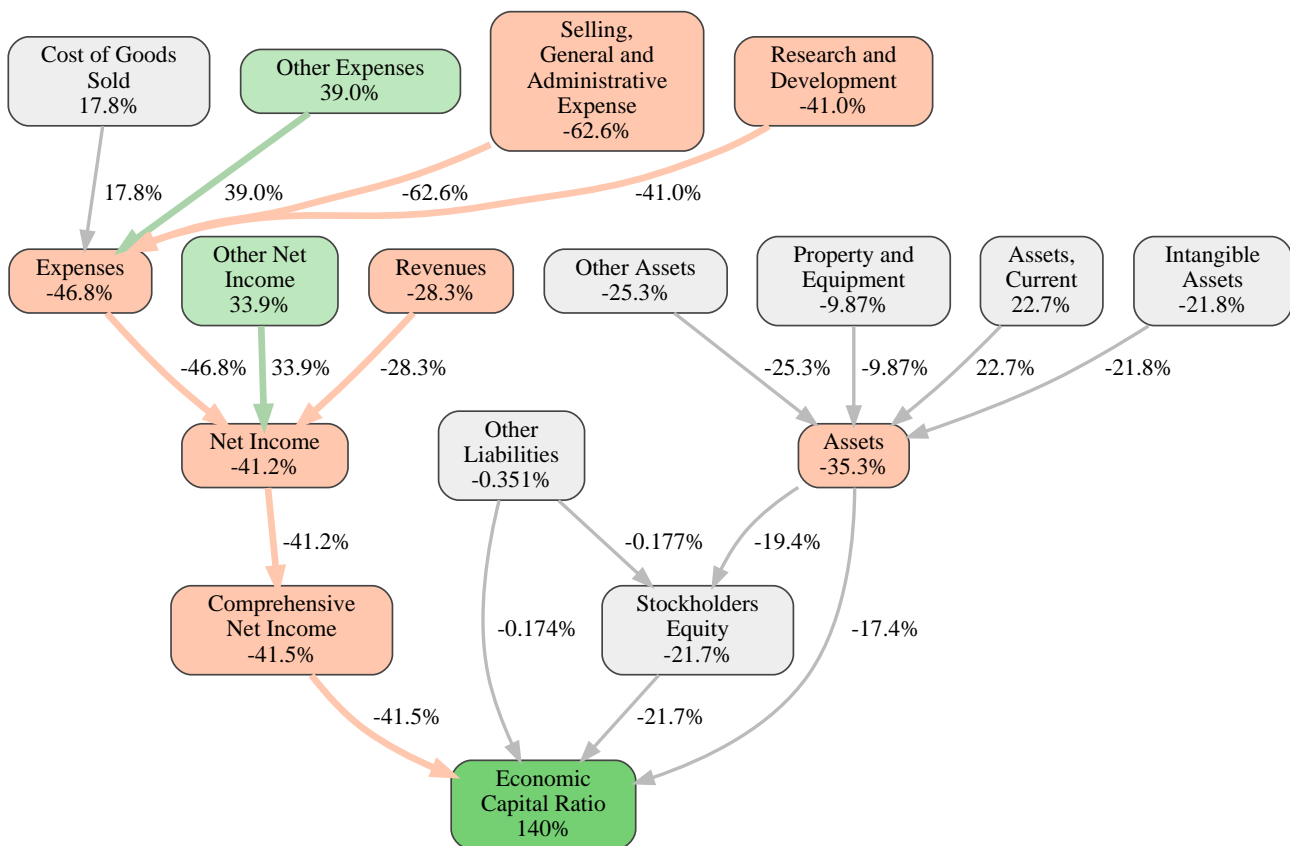 Cost of Goods
Sold
17.8%
Other Expenses
39.0%
Selling,
General and
Administrative
Expense
-62.6%
Research and
Development
-41.0%
17.8%
39.0%
-62.6%
-41.0%
Expenses
-46.8%
Other Net
Income
33.9%
Revenues
-28.3%
Other Assets
-25.3%
Property and
Equipment
-9.87%
Assets,
Current
22.7%
Intangible
Assets
-21.8%
-46.8%
33.9%
-28.3%
-25.3%
-9.87%
22.7%
-21.8%
Net Income
-41.2%
Other
Liabilities
-0.351%
Assets
-35.3%
-41.2%
-0.177%
-19.4%
Comprehensive
Net Income
-41.5%
-0.174%
Stockholders
Equity
-21.7%
-17.4%
-41.5%
-21.7%
Economic
Capital Ratio
140%